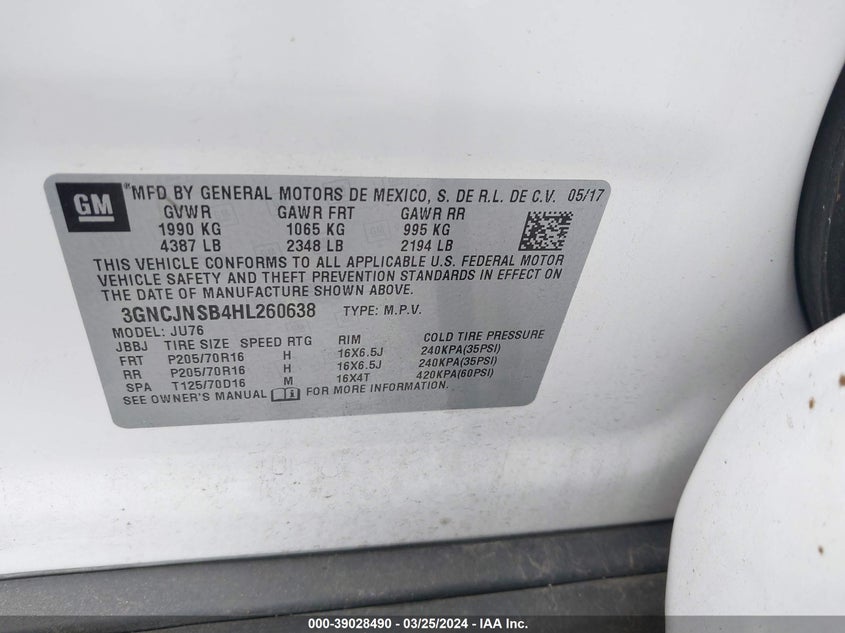 GM ® MFD BY GENERAL MOTORS DE MEXICO, S. DE R.L. DE C.V. 05/17
GVWR GAWR FRT GAWR RR
1990 KG 1065 KG 995 KG
4387 LB 2348 LB 2194 LB
THIS VEHICLE CONFORMS TO ALL APPLICABLE U.S. FEDERAL MOTOR
VEHICLE SAFETY AND THEFT PREVENTION STANDARDS IN EFFECT ON
THE DATE OF MANUFACTURE SHOWN ABOVE.
3GNCJNSB4HL260638 TYPE: M.P.V.
MODEL: JU76
JBBJ TIRE SIZE SPEED RTG RIM COLD TIRE PRESSURE
FRT P205/70R16 H 16X6.5J 240KPA(35PSI)
RR P205/70R16 H 16X6.5J 240KPA(35PSI)
SPA T125/70D16 M 16X4T 420KPA(60PSI)
SEE OWNER'S MANUAL FOR MORE INFORMATION.
000-39028490 - 03/25/2024 - IAA Inc.